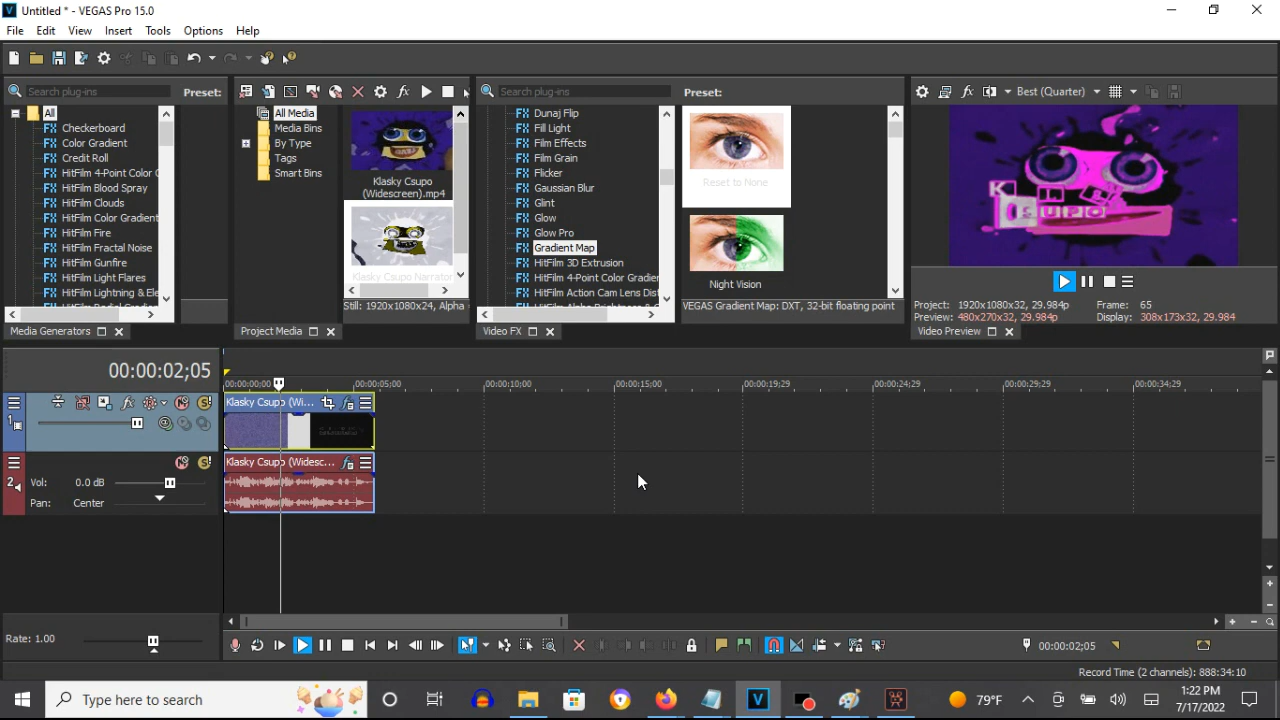 Untitled * - VEGAS Pro 15.0
File Edit View Insert Tools Options Help
Search plug-ins
Preset:
All
Checkerboard
Color Gradient
Credit Roll
HitFilm 4-Point Color G
HitFilm Blood Spray
HitFilm Clouds
HitFilm Color Gradient
HitFilm Fire
HitFilm Fractal Noise
HitFilm Gunfire
HitFilm Light Flares
HitFilm Lightning & Ele
Media Generators
All Media
Media Bins
By Type
Tags
Smart Bins
Klasky Csupo
(Widescreen).mp4
Klasky Csupo Narrator
Still: 1920x1080x24, Alpha
Project Media
Search plug-ins
Dunaj Flip
Fill Light
Film Effects
Film Grain
Flicker
Gaussian Blur
Glint
Glow
Glow Pro
Gradient Map
HitFilm 3D Extrusion
HitFilm 4-Point Color Gradier
HitFilm Action Cam Lens Dist
Video FX
Preset:
Reset to None
Night Vision
VEGAS Gradient Map: DXT, 32-bit floating point
Best (Quarter)
Project: 1920x1080x32, 29.984p
Frame: 65
Preview: 480x270x32, 29.984p
Display: 308x173x32, 29.984
Video Preview
00:00:02;05
00:00:00;00 00:00:05;00 00:00:10;00 00:00:15;00 00:00:19;29 00:00:24;29 00:00:29;29 00:00:34;29
1
Klasky Csupo (Wi...
2
Klasky Csupo (Widesc...
Vol: 0.0 dB
Pan: Center
Rate: 1.00
00:00:02;05
Record Time (2 channels): 888:34:10
Type here to search
79°F
1:22 PM
7/17/2022